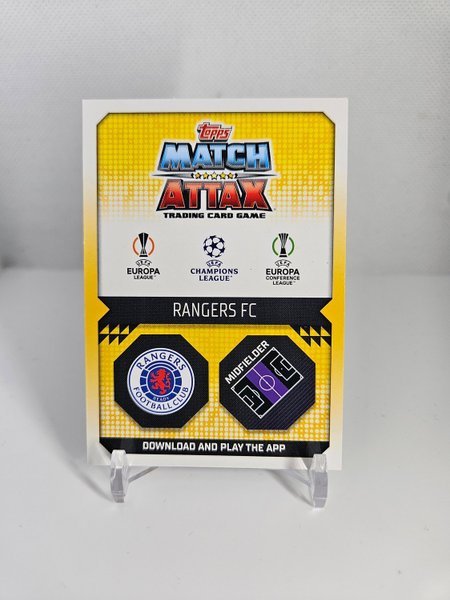 topps
MATCH
ATTAX
TRADING CARD GAME
UEFA
EUROPA
LEAGUE
UEFA
CHAMPIONS
LEAGUE
UEFA
EUROPA
CONFERENCE
LEAGUE
RANGERS FC
RANGERS
READY
FOOTBALL CLUB
MIDFIELDER
DOWNLOAD AND PLAY THE APP